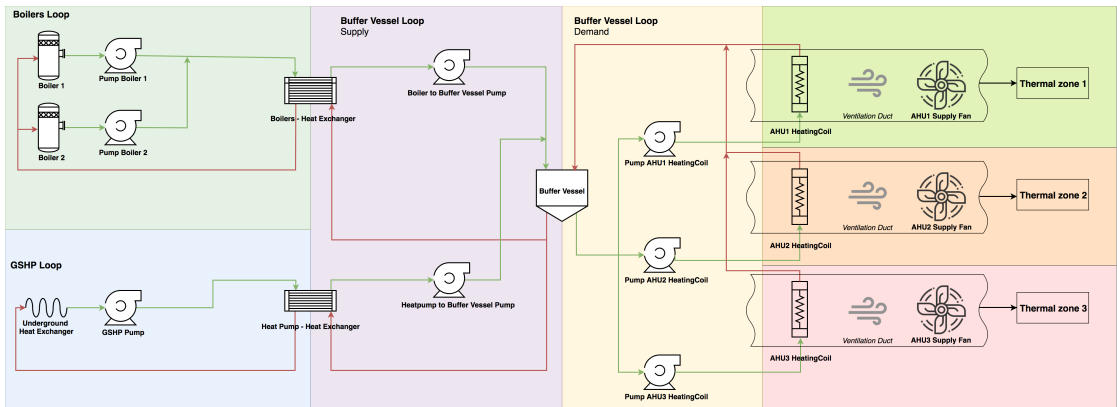 Boilers Loop
Boiler 1
Pump Boiler 1
Boiler 2
Pump Boiler 2
Boilers - Heat Exchanger
GSHP Loop
Underground
Heat Exchanger
GSHP Pump
Heat Pump - Heat Exchanger
Buffer Vessel Loop
Supply
Boiler to Buffer Vessel Pump
Heatpump to Buffer Vessel Pump
Buffer Vessel
Buffer Vessel Loop
Demand
Pump AHU1 HeatingCoil
Pump AHU2 HeatingCoil
Pump AHU3 HeatingCoil
AHU1 HeatingCoil
Ventilation Duct
AHU1 Supply Fan
Thermal zone 1
AHU2 HeatingCoil
Ventilation Duct
AHU2 Supply Fan
Thermal zone 2
AHU3 HeatingCoil
Ventilation Duct
AHU3 Supply Fan
Thermal zone 3